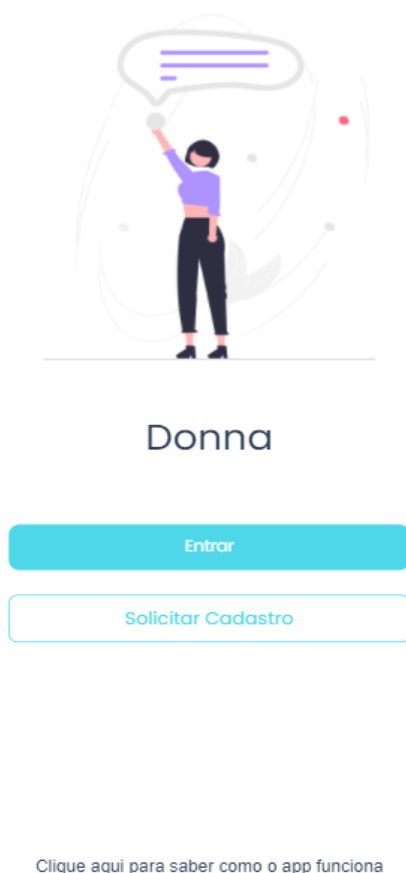 Donna
Entrar
Solicitar Cadastro
Clique aqui para saber como o app funciona